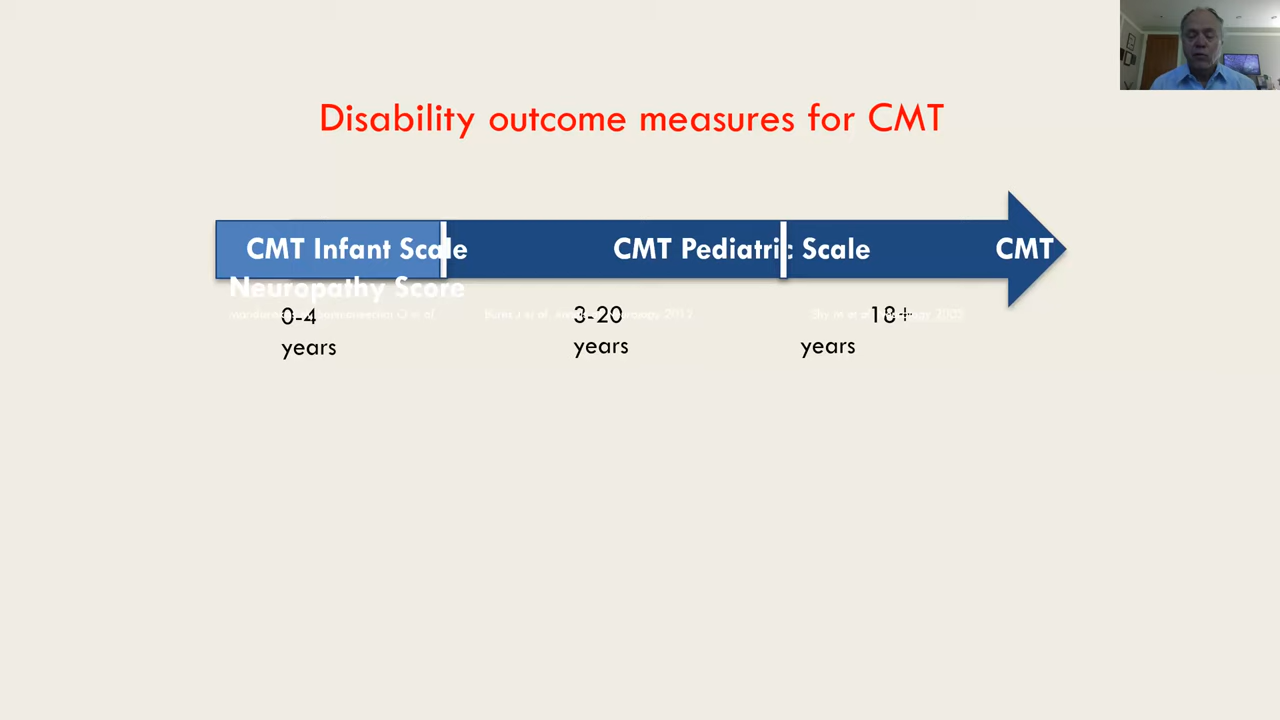 Disability outcome measures for CMT
CMT Infant Scale CMT Pediatric Scale CMT
Neuropathy Score
0-4 3-20 18+
years years years